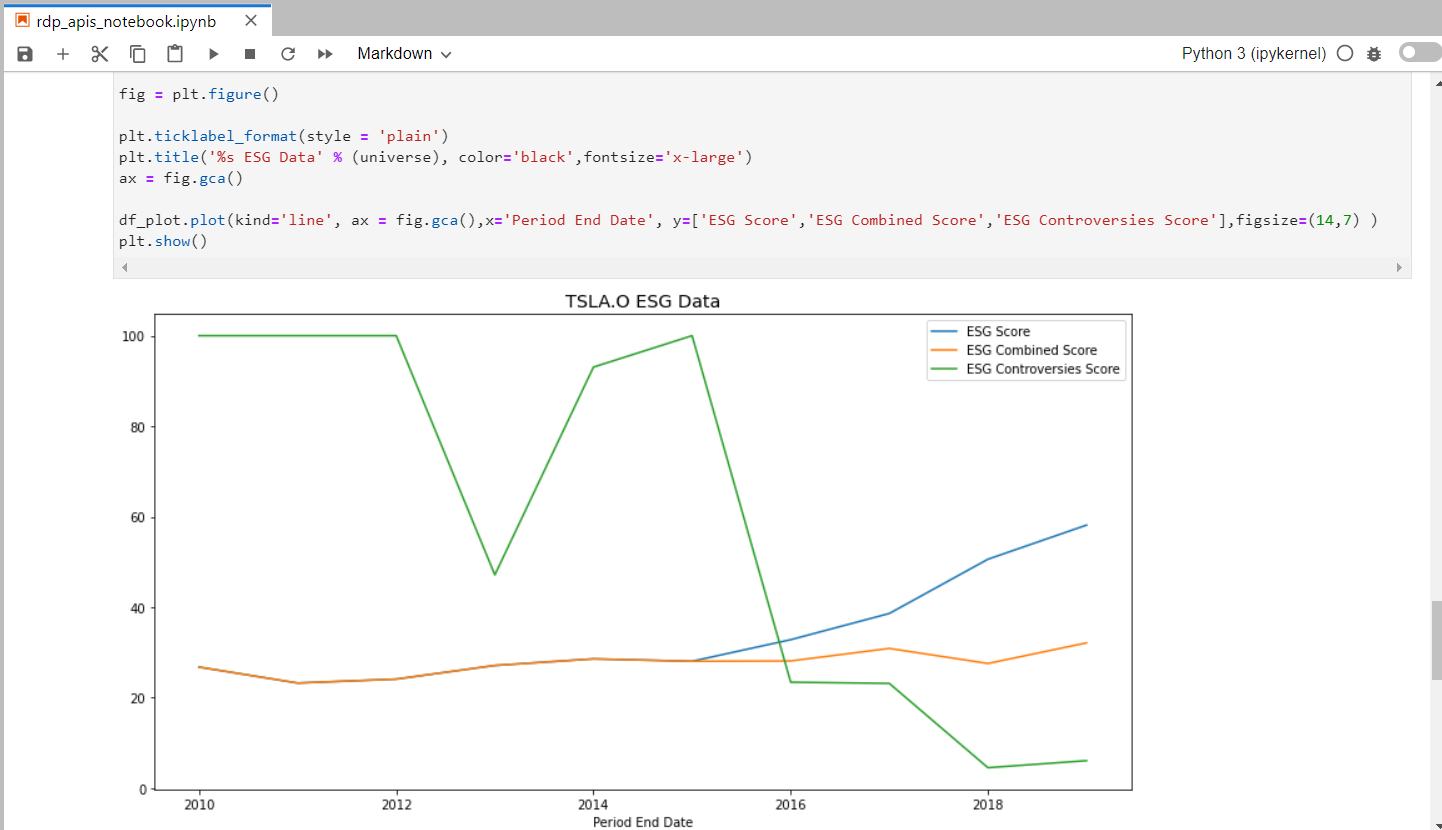 rdp_apis_notebook.ipynb
Markdown
Python 3 (ipykernel)
fig = plt.figure()
plt.ticklabel_format(style = 'plain')
plt.title('%s ESG Data' % (universe), color='black',fontsize='x-large')
ax = fig.gca()
df_plot.plot(kind='line', ax = fig.gca(),x='Period End Date', y=['ESG Score','ESG Combined Score','ESG Controversies Score'],figsize=(14,7) )
plt.show()
TSLA.O ESG Data
ESG Score
ESG Combined Score
ESG Controversies Score
100
80
60
40
20
0
2010 2012 2014 2016 2018
Period End Date